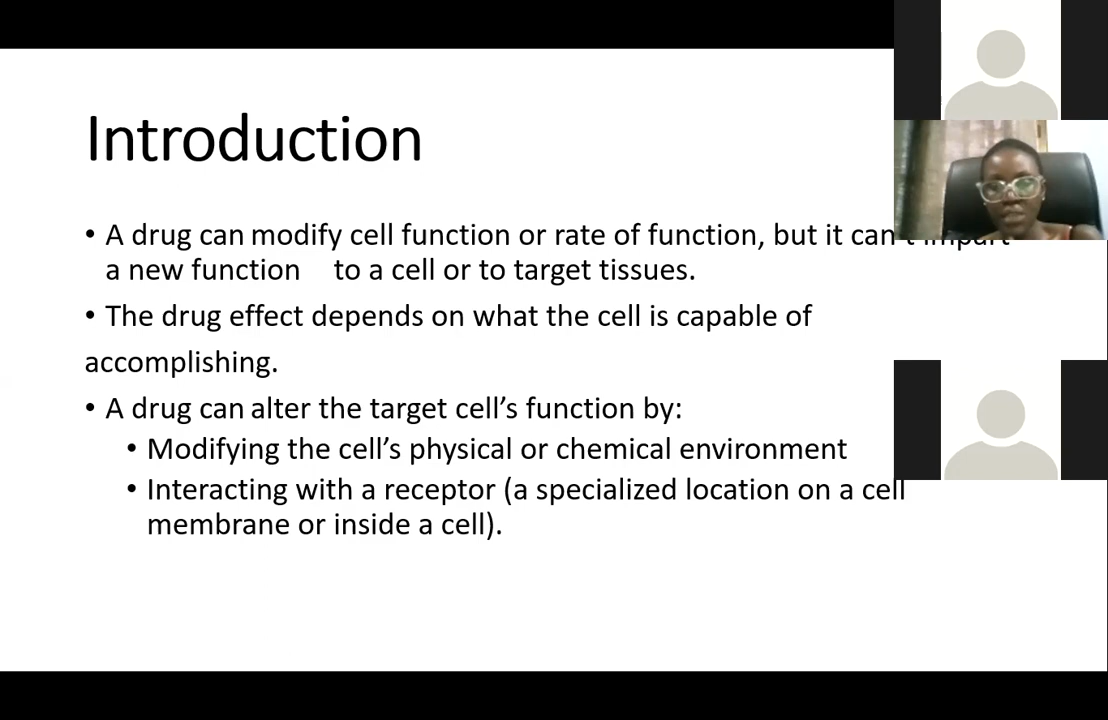 Introduction
• A drug can modify cell function or rate of function, but it can't impart
a new function to a cell or to target tissues.
• The drug effect depends on what the cell is capable of
accomplishing.
• A drug can alter the target cell’s function by:
• Modifying the cell’s physical or chemical environment
• Interacting with a receptor (a specialized location on a cell
membrane or inside a cell).